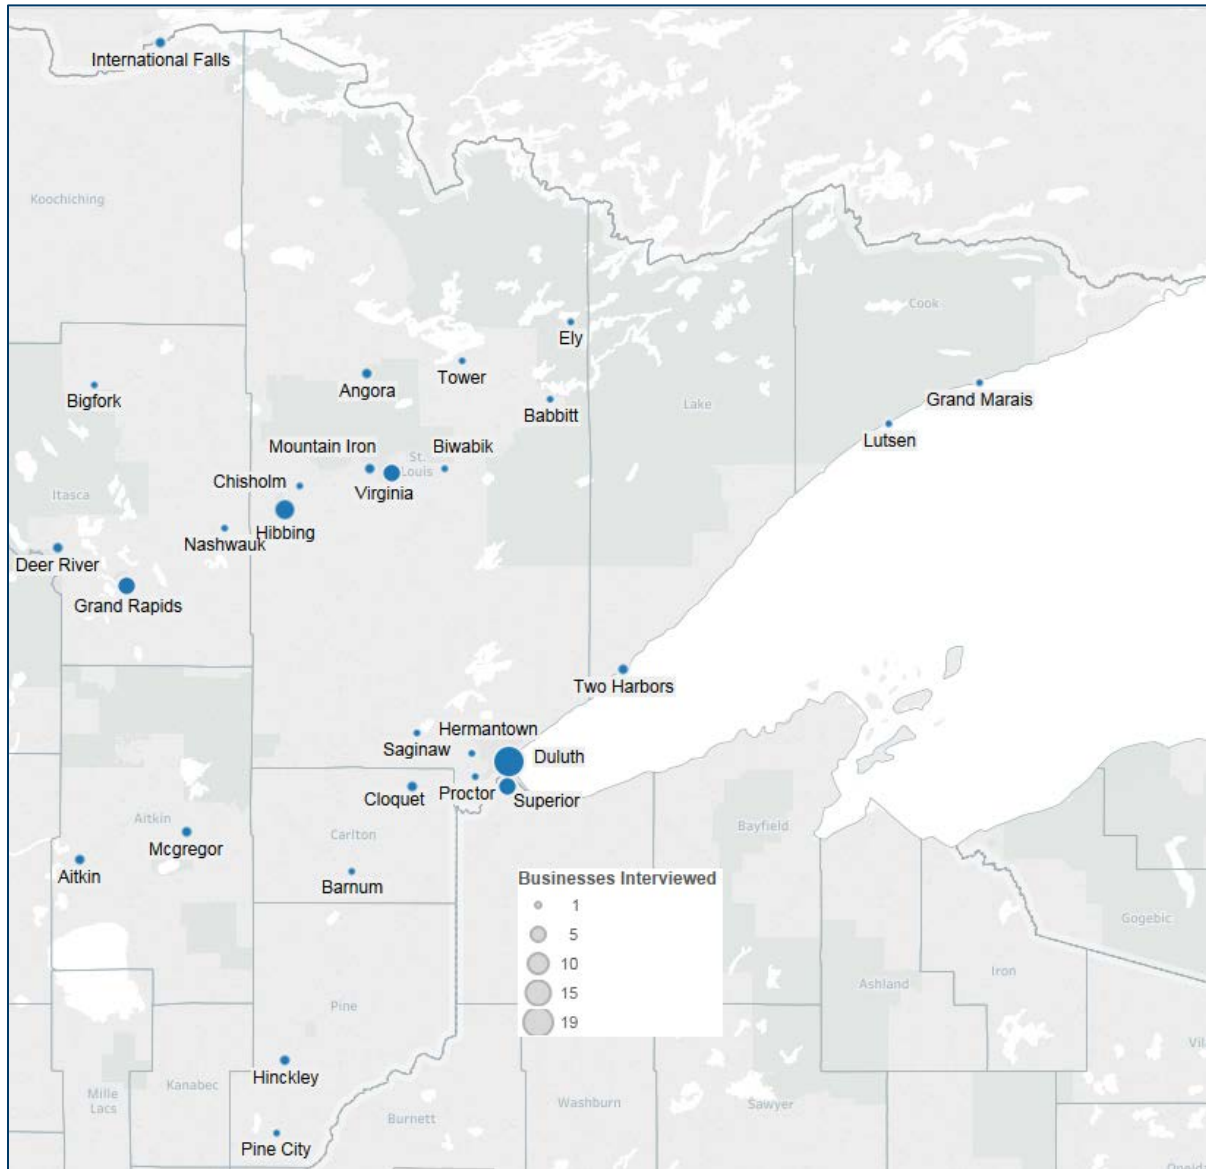 International Falls
Koochiching
Ely
Cook
Tower
Angora
Bigfork
Grand Marais
Babbitt
Lake
Lutsen
Mountain Iron
Biwabik
St.
Louis
Chisholm
Virginia
Itasca
Hibbing
Nashwauk
Deer River
Grand Rapids
Two Harbors
Hermantown
Saginaw
Duluth
Proctor
Cloquet
Superior
Aitkin
Bayfield
Carlton
Mcgregor
Aitkin
Barnum
Businesses Interviewed
1
5
10
15
19
Gogebic
Iron
Ashland
Pine
Vil
Hinckley
Kanabec
Mille
Lacs
Burnett
Washburn
Sawyer
Pine City
Oneida